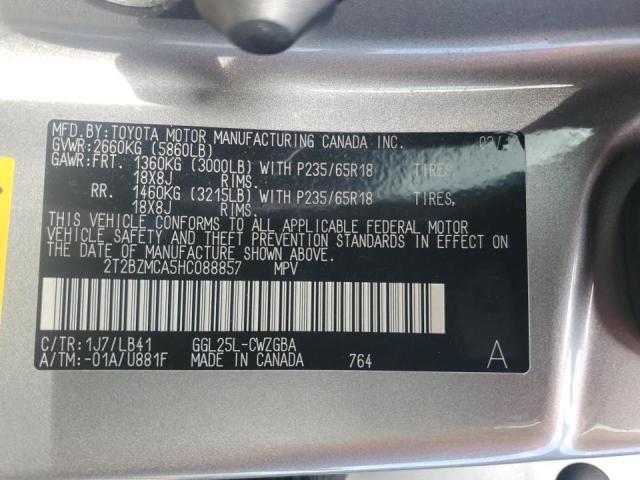 MFD.BY:TOYOTA MOTOR MANUFACTURING CANADA INC.
GVWR:2660KG (5860LB)
GAWR:FRT. 1360KG (3000LB) WITH P235/65R18 TIRES,
18X8J RIMS,
RR. 1460KG (3215LB) WITH P235/65R18 TIRES,
18X8J RIMS,
THIS VEHICLE CONFORMS TO ALL APPLICABLE FEDERAL MOTOR
VEHICLE SAFETY AND THEFT PREVENTION STANDARDS IN EFFECT ON
THE DATE OF MANUFACTURE SHOWN ABOVE.
2T2BZMCA5HC088857 MPV
C/TR:1J7/LB41 GGL25L-CWZGBA
A/TM:-01A/U881F MADE IN CANADA 764 A